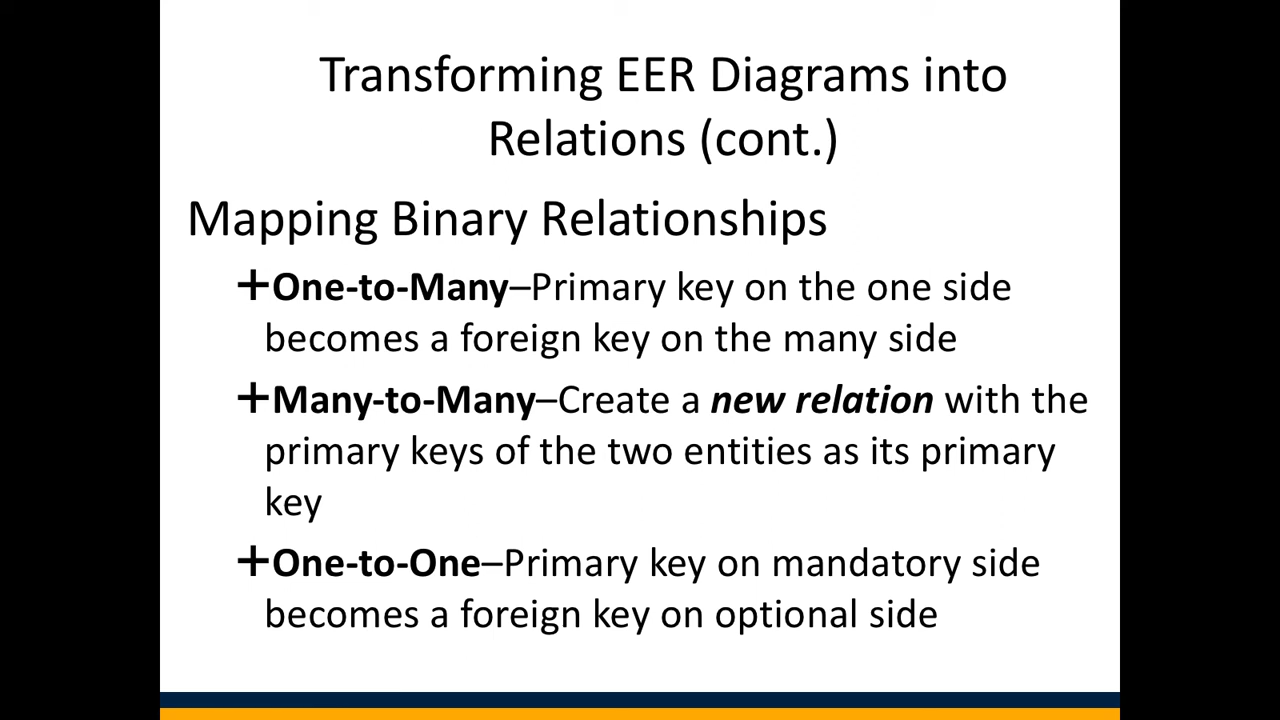 Transforming EER Diagrams into
Relations (cont.)
Mapping Binary Relationships
+One-to-Many–Primary key on the one side
becomes a foreign key on the many side
+Many-to-Many–Create a new relation with the
primary keys of the two entities as its primary
key
+One-to-One–Primary key on mandatory side
becomes a foreign key on optional side